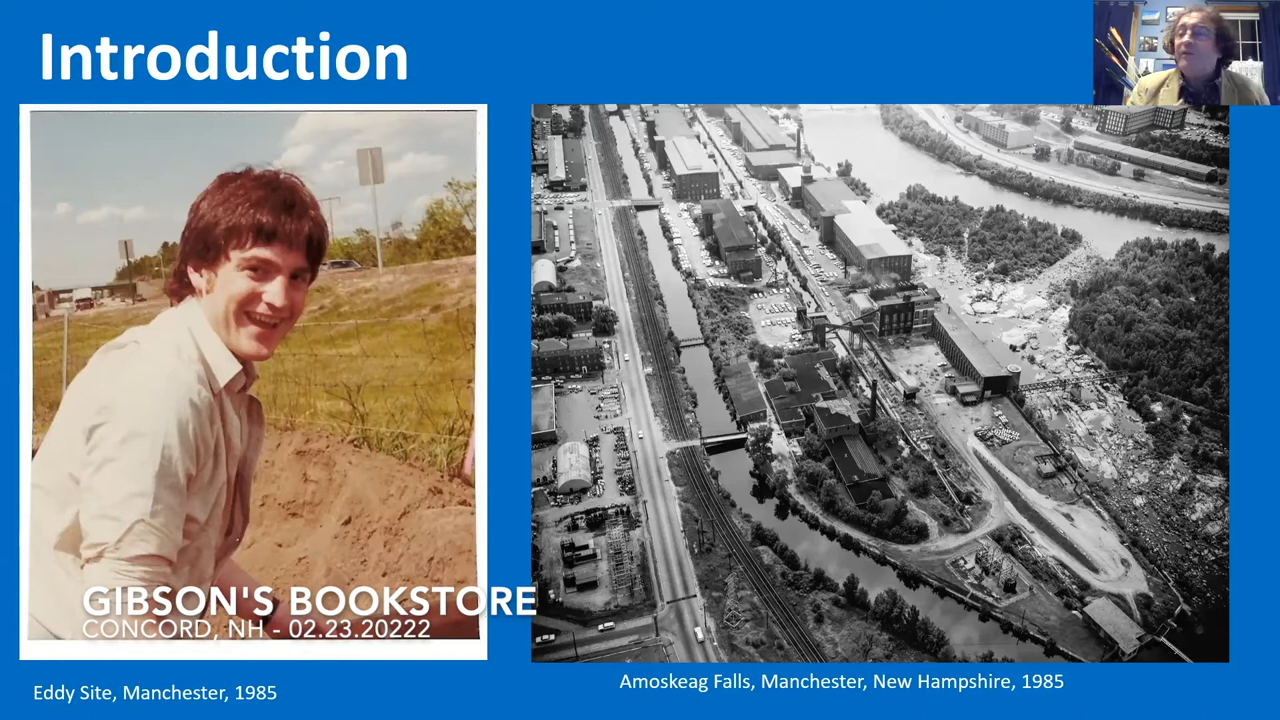 Introduction
GIBSON'S BOOKSTORE
CONCORD, NH - 02.23.20222
Eddy Site, Manchester, 1985
Amoskeag Falls, Manchester, New Hampshire, 1985